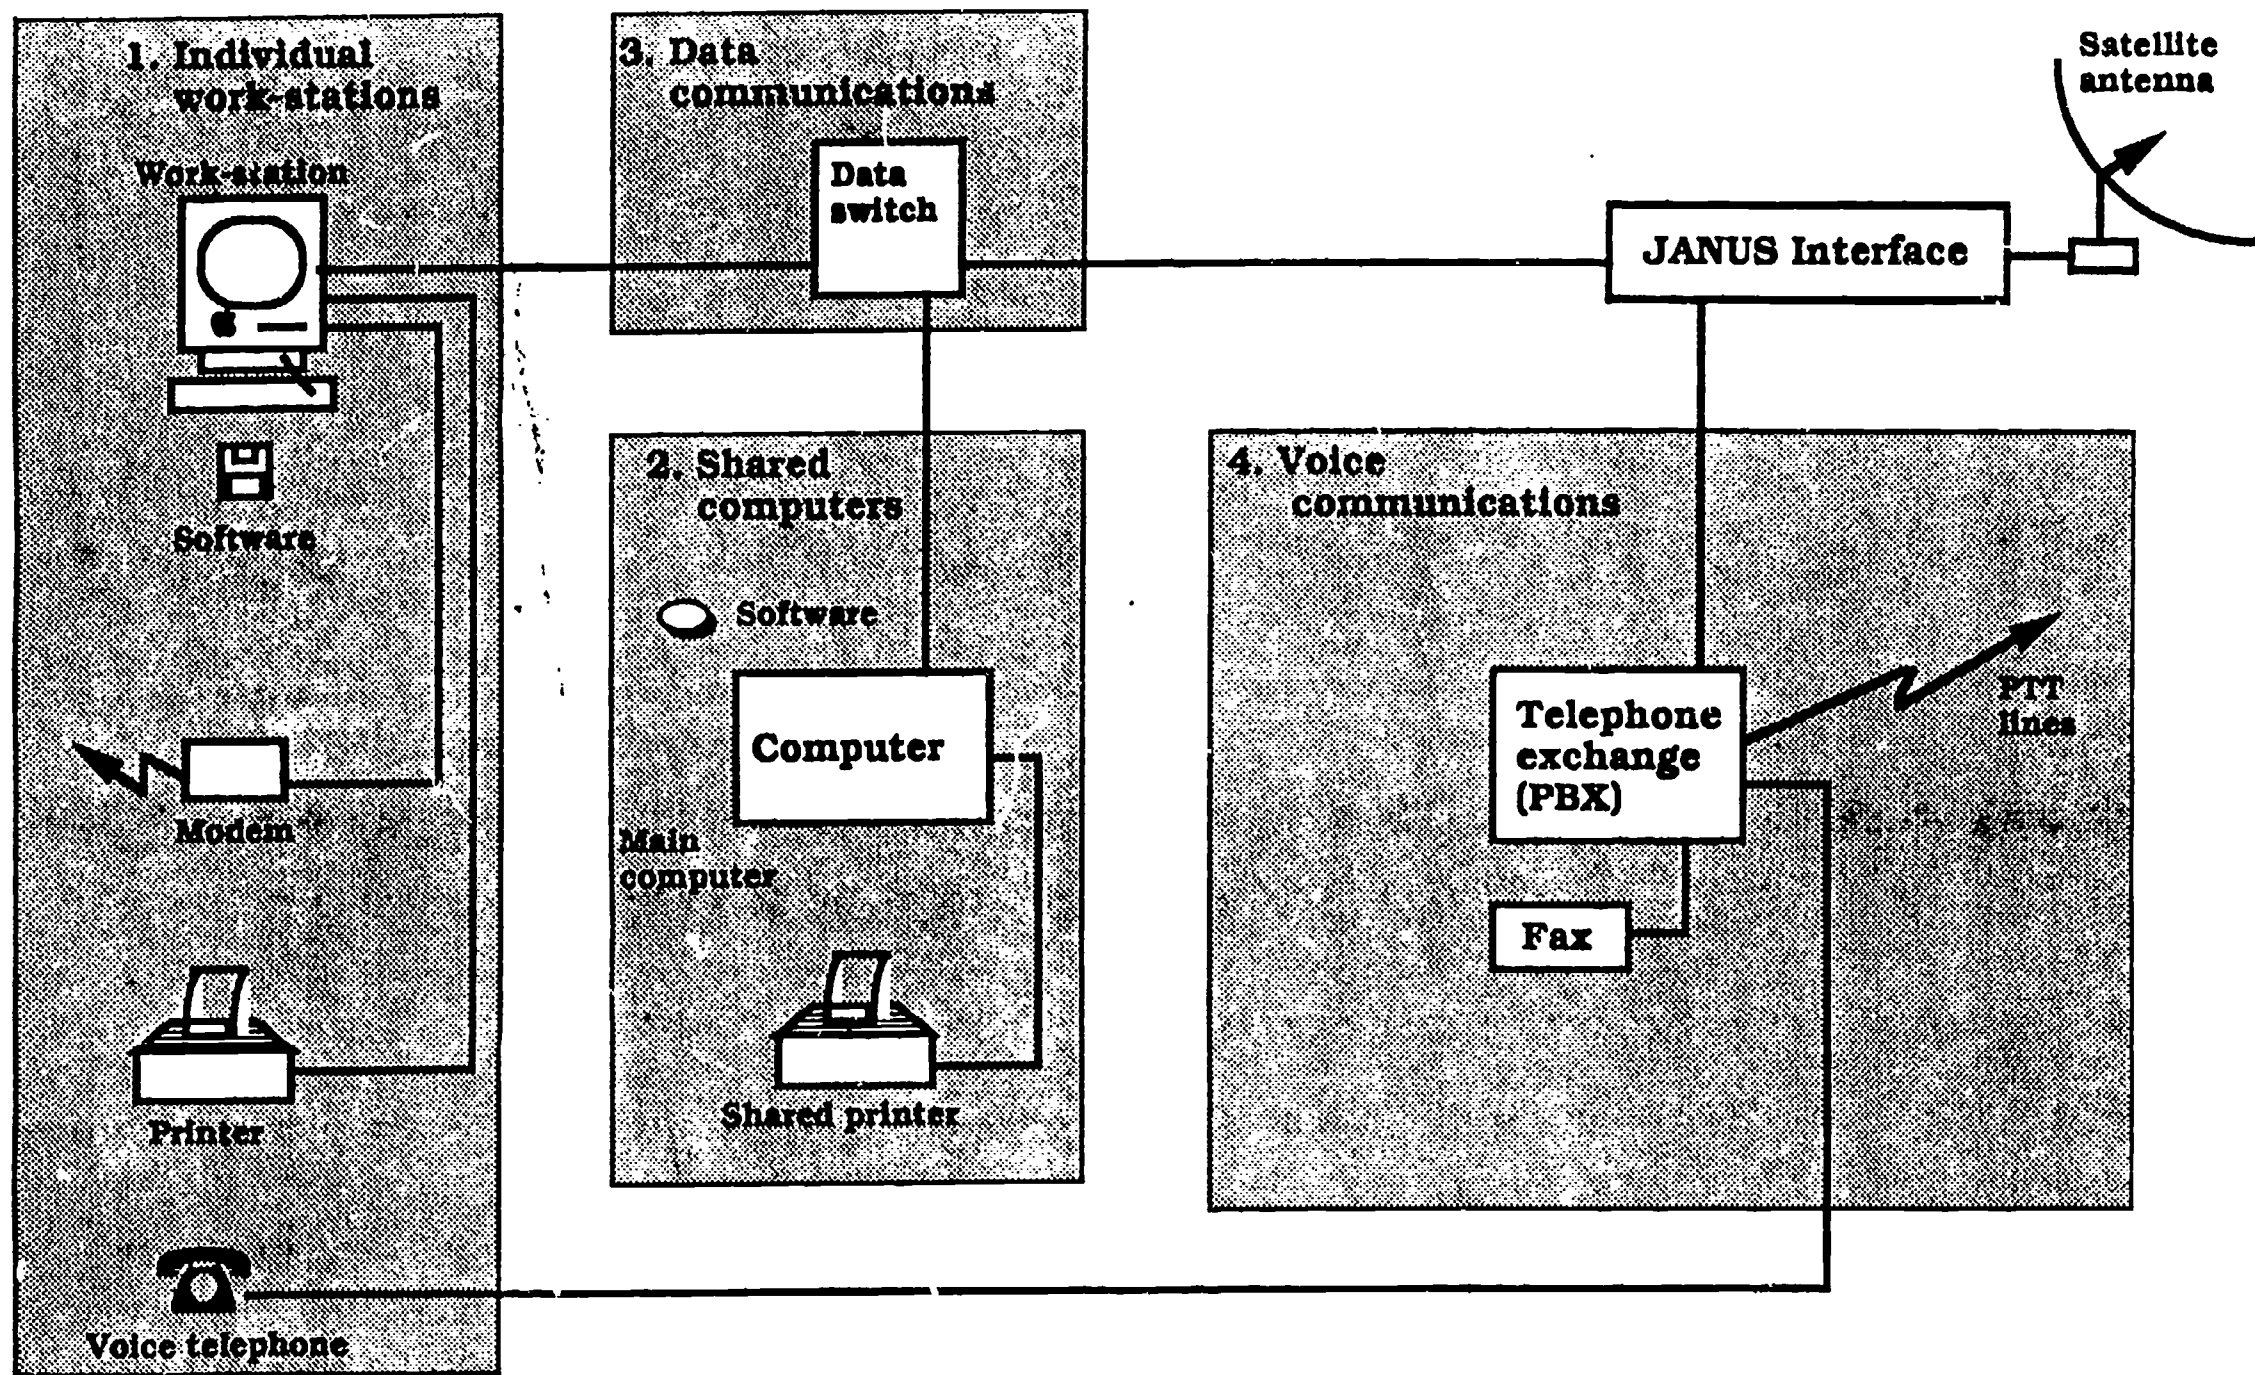 1. Individual
work-stations
Work-station
Software
Modem
Printer
Voice telephone
3. Data
communications
Data
switch
2. Shared
computers
Software
Computer
Main
computer
Shared printer
JANUS Interface
Satellite
antenna
4. Voice
communications
Telephone
exchange
(PBX)
PTT
lines
Fax